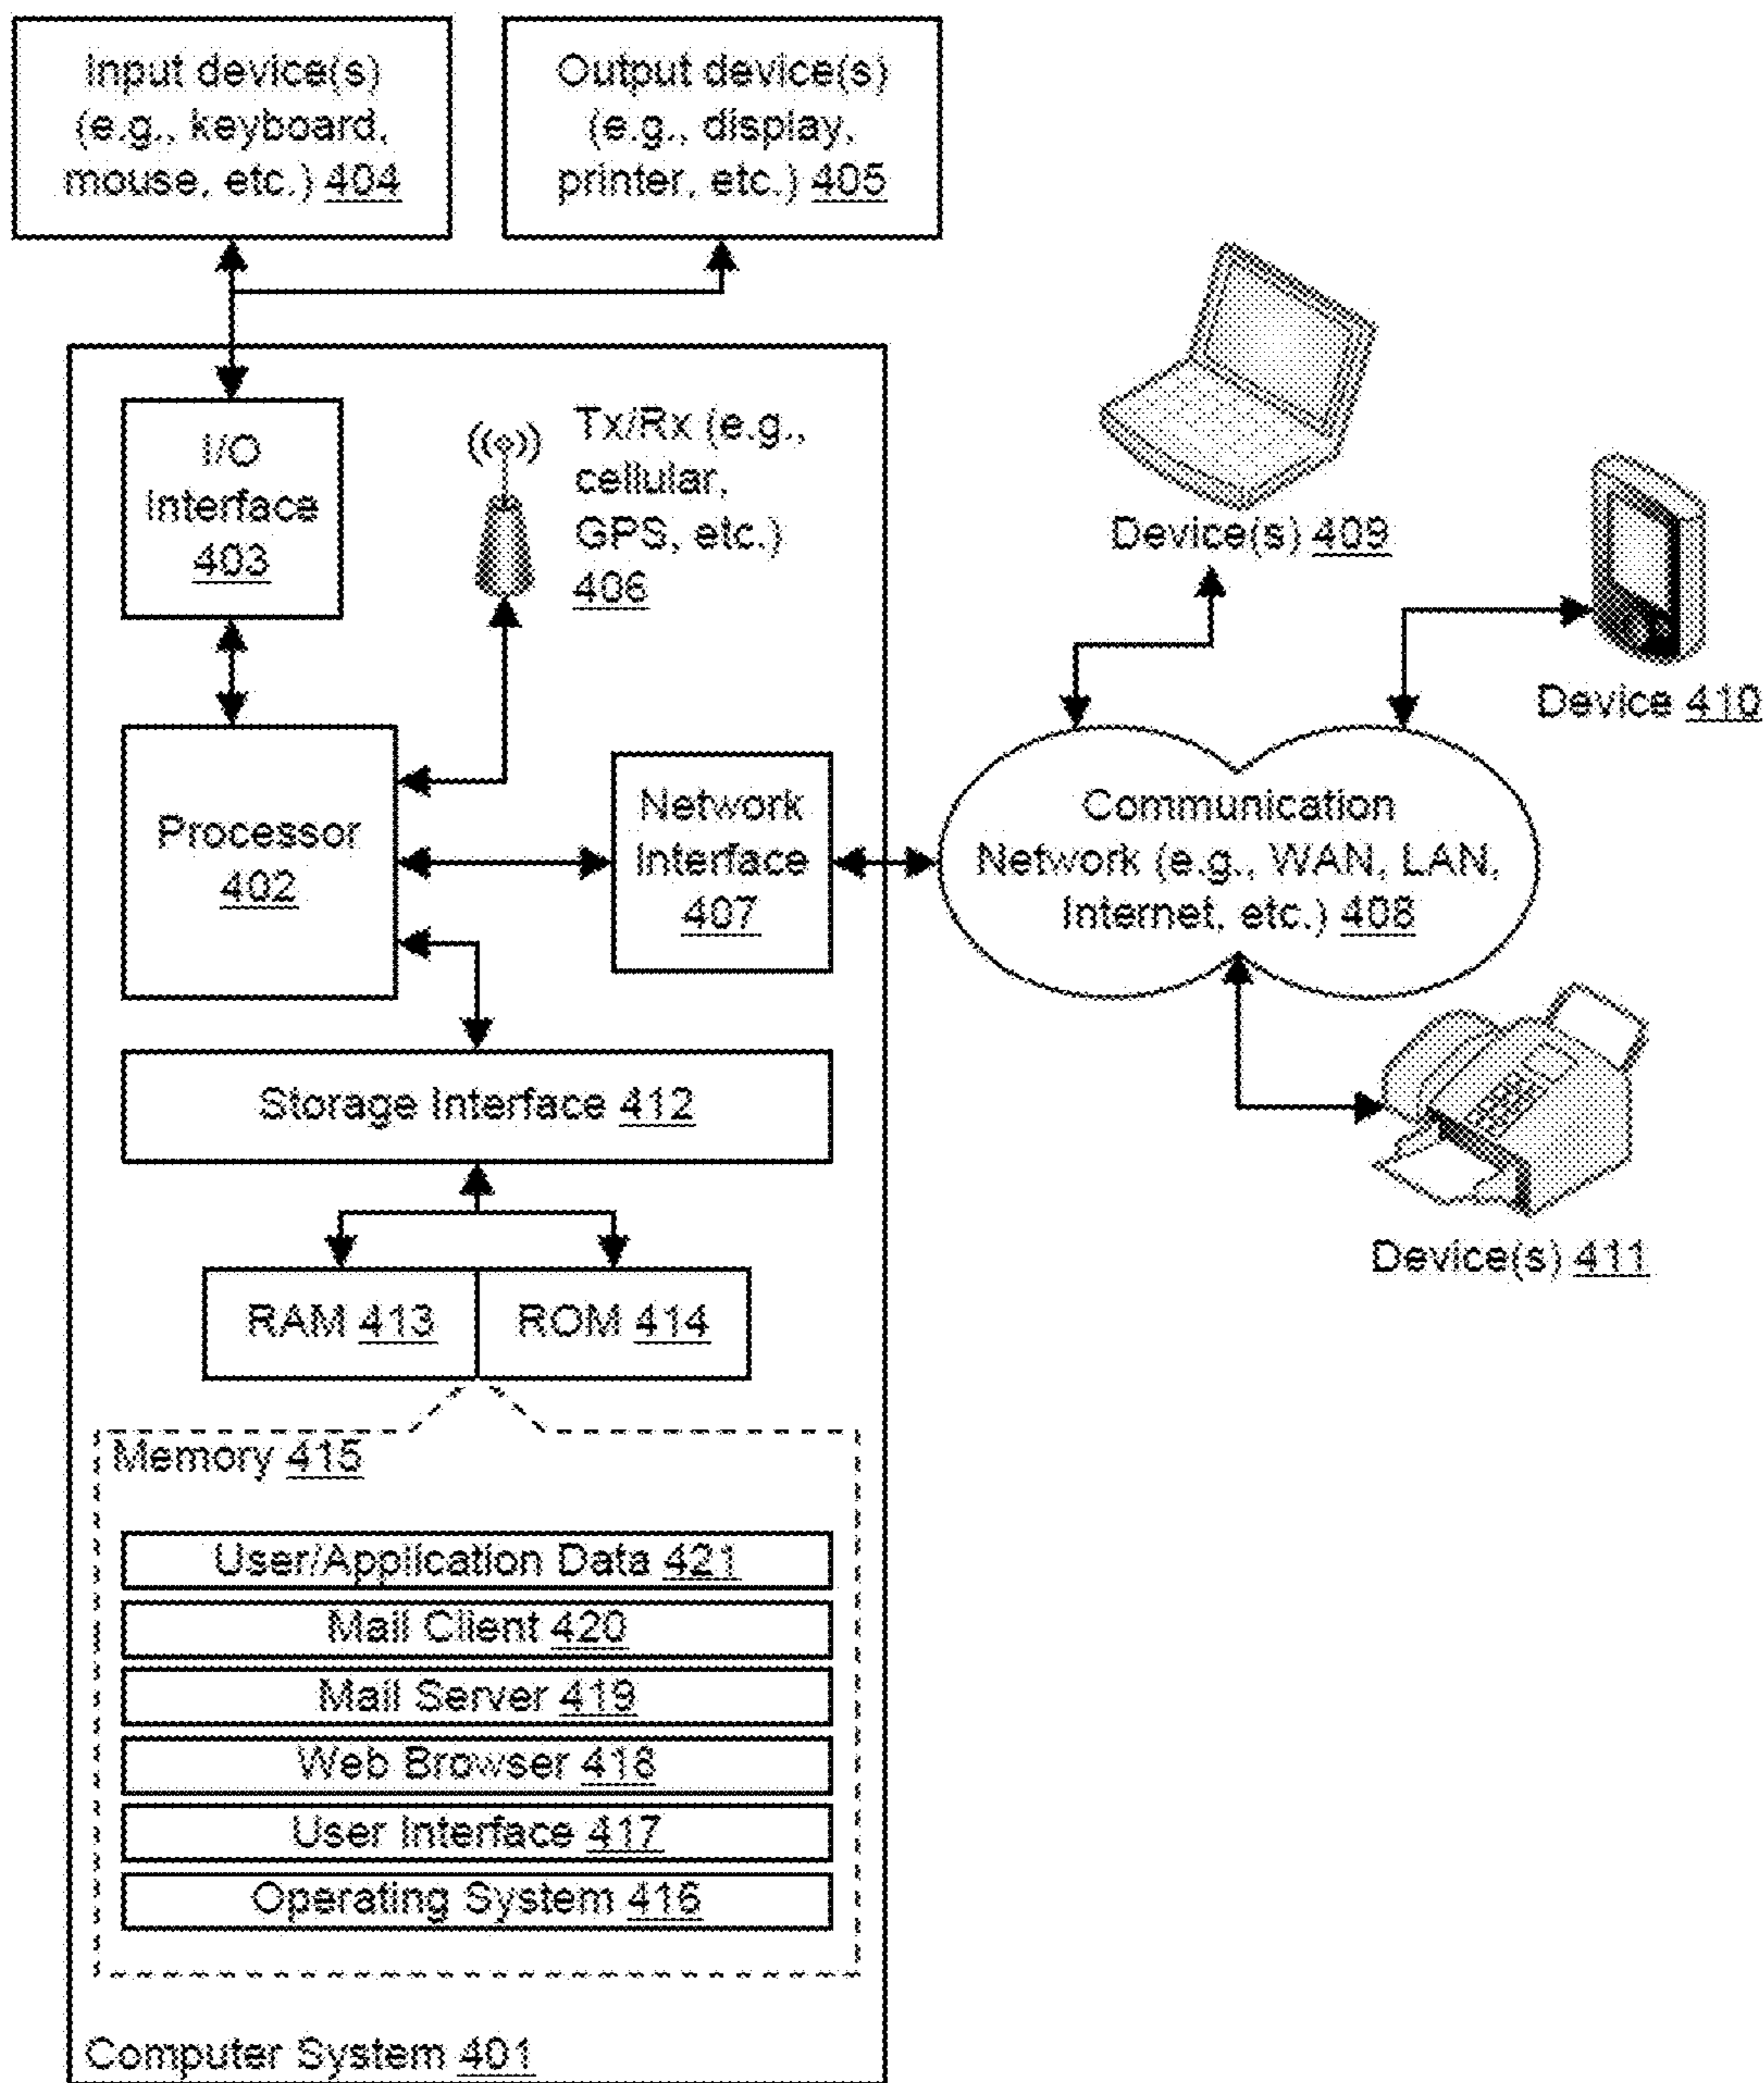 Input device(s)
(e.g., keyboard,
mouse, etc.) 404
Output device(s)
(e.g., display,
printer, etc.) 405
I/O
Interface
403
Tx/Rx (e.g.,
cellular,
GPS, etc.)
406
Device(s) 409
Device 410
Processor
402
Network
Interface
407
Communication
Network (e.g., WAN, LAN,
Internet, etc.) 408
Storage Interface 412
Device(s) 411
RAM 413
ROM 414
Memory 415
User/Application Data 421
Mail Client 420
Mail Server 419
Web Browser 418
User Interface 417
Operating System 416
Computer System 401